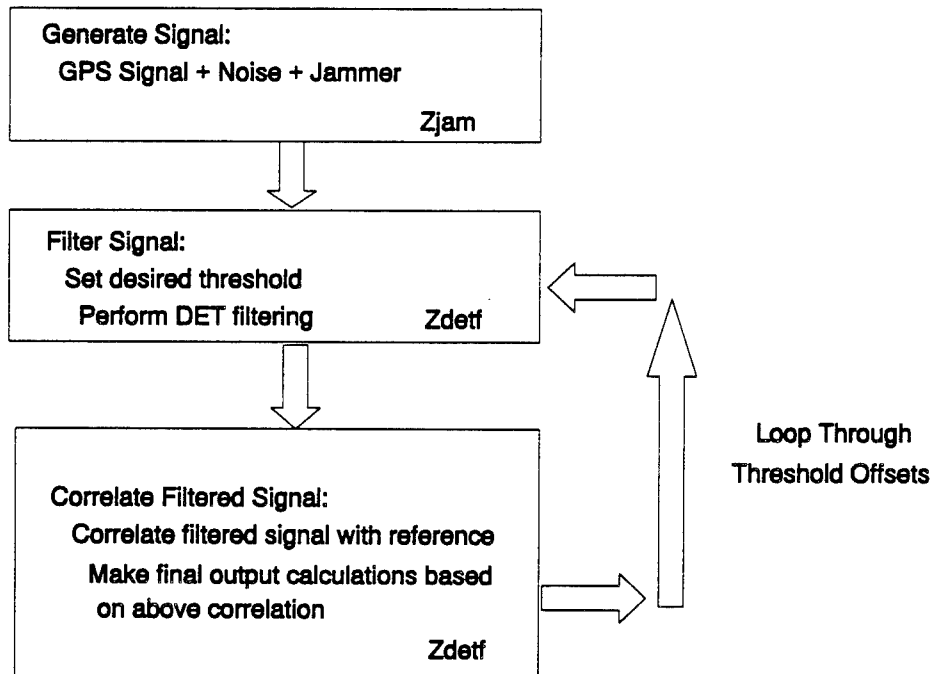 Generate Signal:
GPS Signal + Noise + Jammer
Zjam
Filter Signal:
Set desired threshold
Perform DET filtering
Zdetf
Correlate Filtered Signal:
Correlate filtered signal with reference
Make final output calculations based
on above correlation
Zdetf
Loop Through
Threshold Offsets